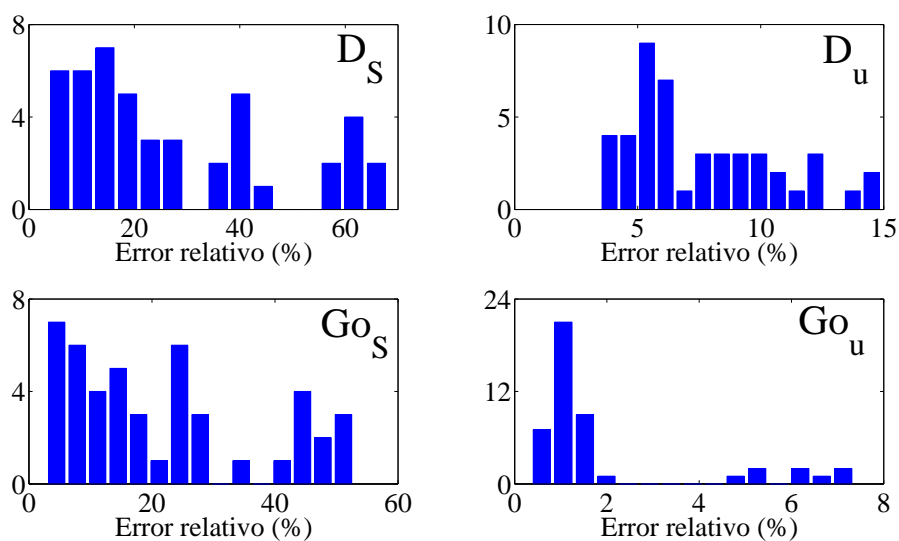 8
4
0
0 20 40 60
Error relativo (%)
D_S
10
5
0
0 5 10 15
Error relativo (%)
D_u
8
4
0
0 20 40 60
Error relativo (%)
Go_S
24
12
0
0 2 4 6 8
Error relativo (%)
Go_u